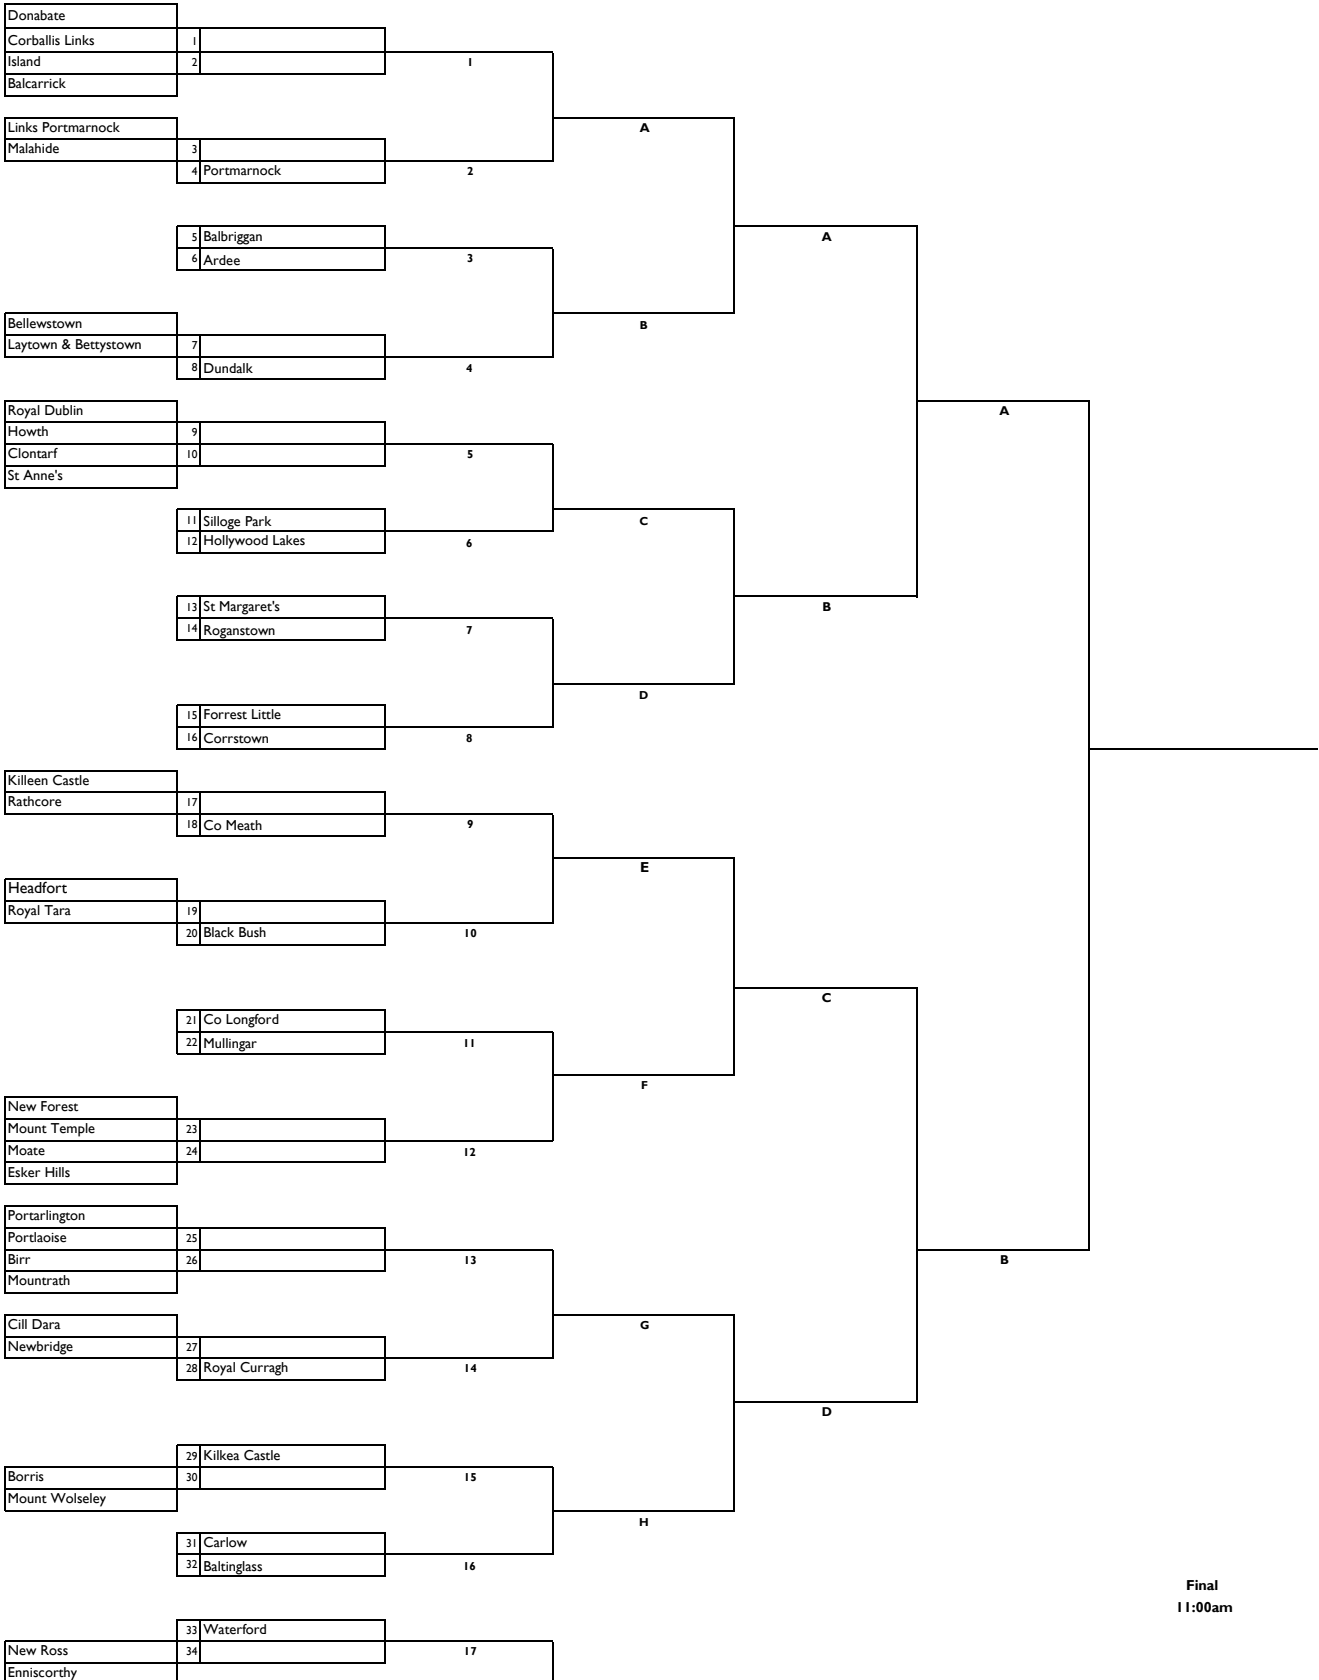 Donabate
Corballis Links 1
Island 2 1
Balcarrick
Links Portmarnock A
Malahide 3
4 Portmarnock 2
5 Balbriggan A
6 Ardee 3
Bellewstown B
Laytown & Bettystown 7
8 Dundalk 4
Royal Dublin A
Howth 9
Clontarf 10 5
St Anne's
11 Silloge Park C
12 Hollywood Lakes 6
13 St Margaret's B
14 Roganstown 7
D
15 Forrest Little
16 Corrstown 8
Killeen Castle
Rathcore 17
18 Co Meath 9
E
Headfort
Royal Tara 19
20 Black Bush 10
C
21 Co Longford
22 Mullingar 11
F
New Forest
Mount Temple 23
Moate 24 12
Esker Hills
Portarlington
Portlaoise 25
Birr 26 13 B
Mountrath
Cill Dara G
Newbridge 27
28 Royal Curragh 14
D
29 Kilkea Castle
Borris 30 15
Mount Wolseley
H
31 Carlow
32 Baltinglass 16
Final
11:00am
33 Waterford
New Ross 34 17
Enniscorthy